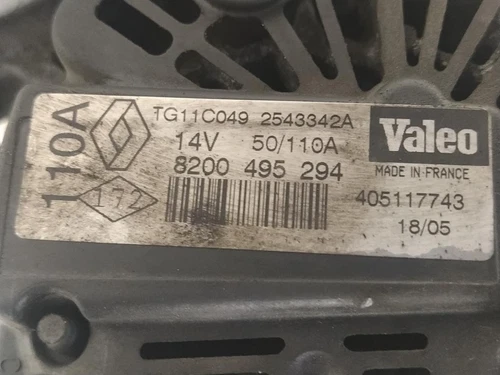 110A
172
TG11C049 2543342A
14V 50/110A
8200 495 294
Valeo
MADE IN FRANCE
405117743
18/05